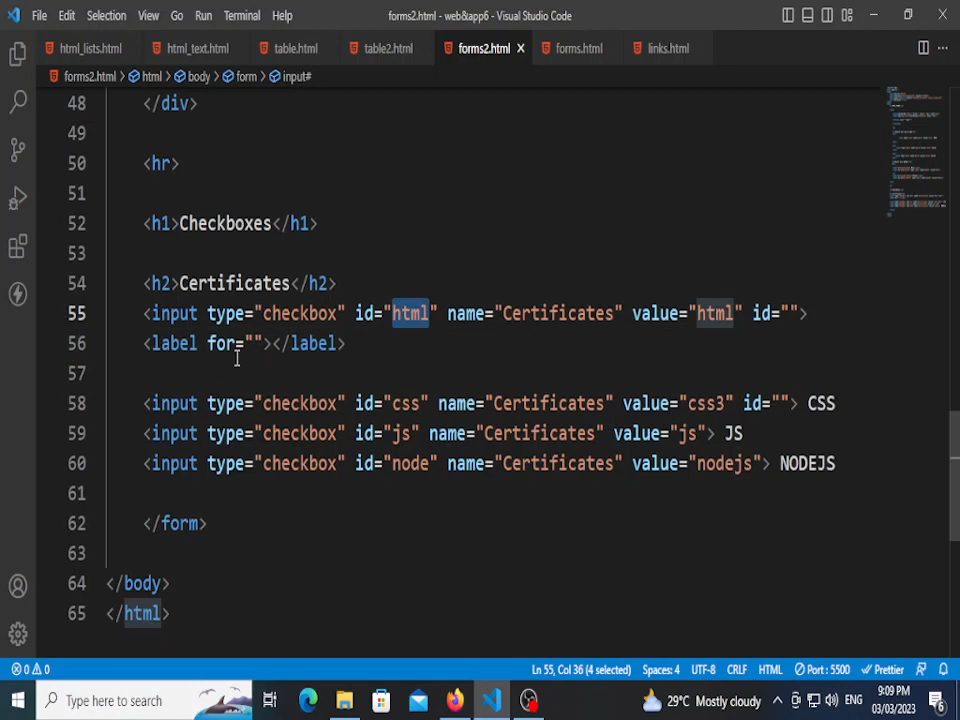 File Edit Selection View Go Run Terminal Help forms2.html - web&app6 - Visual Studio Code
html_lists.html html_text.html table.html table2.html forms2.html forms.html links.html
forms2.html > html > body > form > input#
48 </div>
49
50 <hr>
51
52 <h1>Checkboxes</h1>
53
54 <h2>Certificates</h2>
55 <input type="checkbox" id="html" name="Certificates" value="html" id="">
56 <label for=""></label>
57
58 <input type="checkbox" id="css" name="Certificates" value="css3" id=""> CSS
59 <input type="checkbox" id="js" name="Certificates" value="js"> JS
60 <input type="checkbox" id="node" name="Certificates" value="nodejs"> NODEJS
61
62 </form>
63
64 </body>
65 </html>
0 0 Ln 55, Col 36 (4 selected) Spaces: 4 UTF-8 CRLF HTML Port : 5500 Prettier
Type here to search 29°C Mostly cloudy ENG 9:09 PM
03/03/2023 6